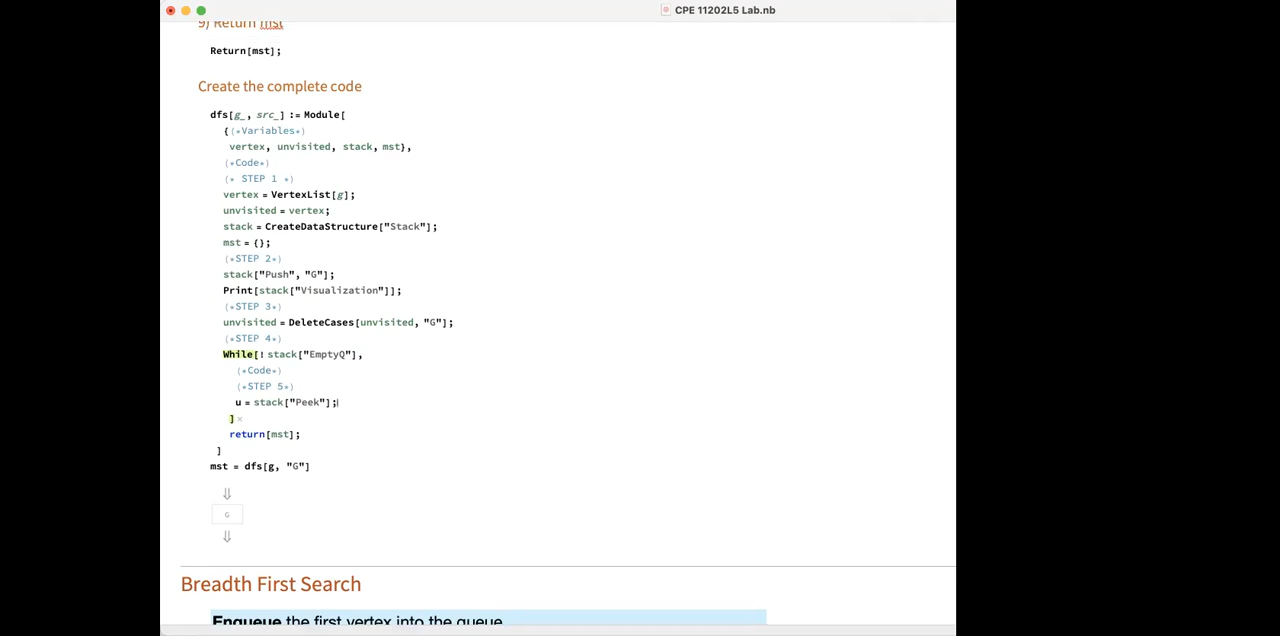 CPE 11202L5 Lab.nb
9) Return mst
Return[mst];
Create the complete code
dfs[g_, src_] := Module[
{(*Variables*)
vertex, unvisited, stack, mst},
(*Code*)
(* STEP 1 *)
vertex = VertexList[g];
unvisited = vertex;
stack = CreateDataStructure["Stack"];
mst = {};
(*STEP 2*)
stack["Push", "G"];
Print[stack["Visualization"]];
(*STEP 3*)
unvisited = DeleteCases[unvisited, "G"];
(*STEP 4*)
While[! stack["EmptyQ"],
(*Code*)
(*STEP 5*)
u = stack["Peek"];
]
return[mst];
]
mst = dfs[g, "G"]
G
Breadth First Search
Enqueue the first vertex into the queue